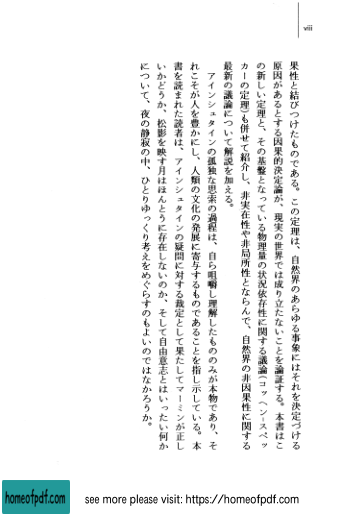 viii
果性と結びつけたものである。この定理は、自然界のあらゆる事象にはそれを決定づける
原因があるとする因果的決定論が、現実の世界では成り立たないことを論証する。本書はこ
の新しい定理と、その基盤となっている物理量の状況依存性に関する議論(コッヘン‐スペッ
カーの定理)も併せて紹介し、非実在性や非局所性とならんで、自然界の非因果性に関する
最新の議論について解説を加える。
アインシュタインの孤独な思索の過程は、自ら咀嚼し理解したもののみが本物であり、そ
れこそが人を豊かにし、人類の文化の発展に寄与するものであることを指し示している。本
書を読まれた読者は、アインシュタインの疑問に対する裁定として果たしてマーミンが正し
いかどうか、松影を映す月はほんとうに存在しないのか、そして自由意志とはいったい何か
について、夜の静寂の中、ひとりゆっくり考えをめぐらすのもよいのではなかろうか。
homeofpdf.com
see more please visit: https://homeofpdf.com